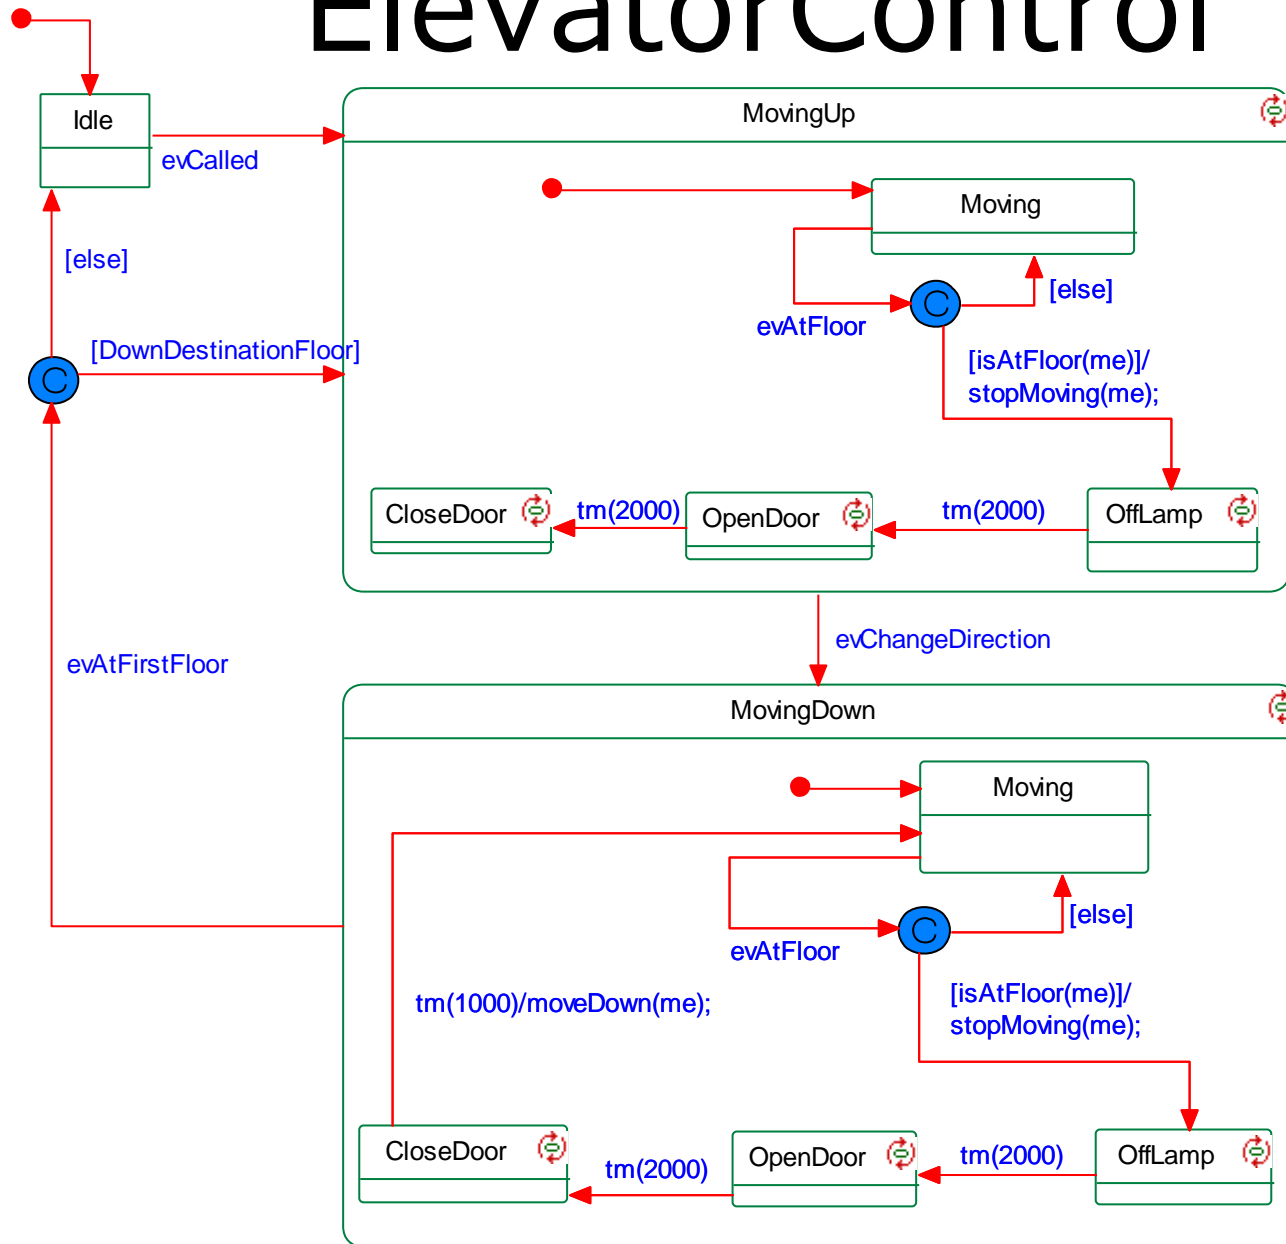 ElevatorControl
Idle
MovingUp
evCalled
Moving
[else]
[else]
evAtFloor
C
[DownDestinationFloor]
C
[isAtFloor(me)]/
stopMoving(me);
CloseDoor
tm(2000)
OpenDoor
tm(2000)
OffLamp
evChangeDirection
evAtFirstFloor
MovingDown
Moving
[else]
C
evAtFloor
tm(1000)/moveDown(me);
[isAtFloor(me)]/
stopMoving(me);
CloseDoor
tm(2000)
OpenDoor
tm(2000)
OffLamp